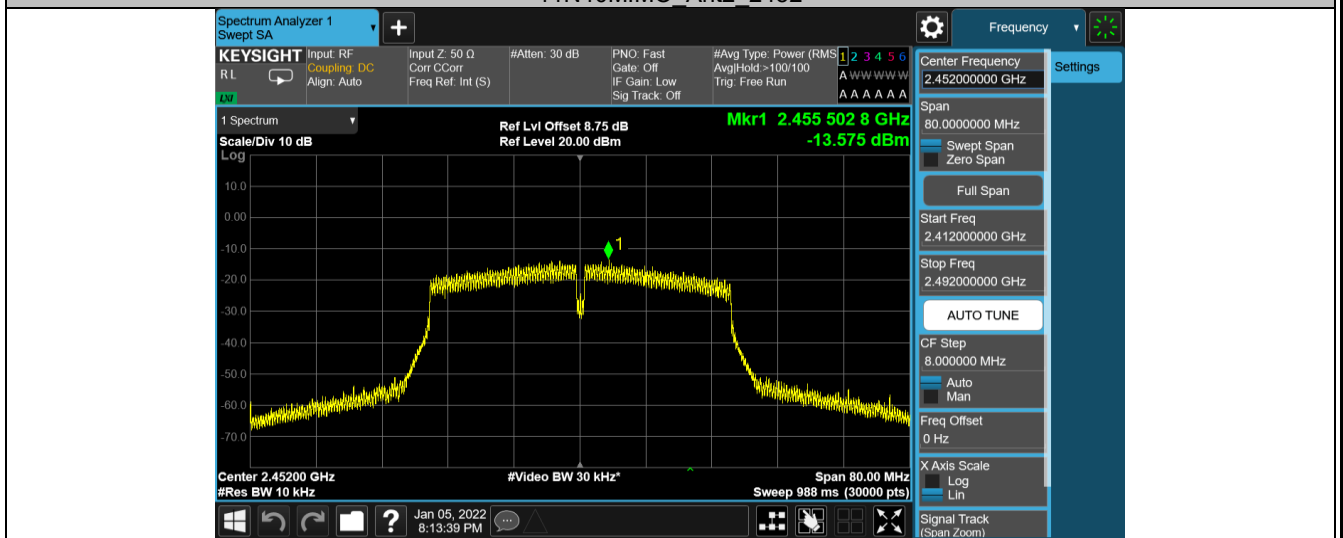 Spectrum Analyzer 1
Swept SA
Frequency
KEYSIGHT
RL
LXI
Input: RF
Coupling: DC
Align: Auto
Input Z: 50 Ω
Corr CCorr
Freq Ref: Int (S)
#Atten: 30 dB
PNO: Fast
Gate: Off
IF Gain: Low
Sig Track: Off
#Avg Type: Power (RMS
Avg|Hold:>100/100
Trig: Free Run
1 2 3 4 5 6
A W W W W W
A A A A A A
Center Frequency
2.452000000 GHz
Settings
1 Spectrum
Scale/Div 10 dB
Ref Lvl Offset 8.75 dB
Ref Level 20.00 dBm
Mkr1 2.455 502 8 GHz
-13.575 dBm
Log
10.0
0.00
-10.0
-20.0
-30.0
-40.0
-50.0
-60.0
-70.0
1
Span
80.0000000 MHz
Swept Span
Zero Span
Full Span
Start Freq
2.412000000 GHz
Stop Freq
2.492000000 GHz
AUTO TUNE
CF Step
8.000000 MHz
Auto
Man
Freq Offset
0 Hz
X Axis Scale
Log
Lin
Signal Track
(Span Zoom)
Center 2.45200 GHz
#Res BW 10 kHz
#Video BW 30 kHz*
Span 80.00 MHz
Sweep 988 ms (30000 pts)
?
Jan 05, 2022
8:13:39 PM